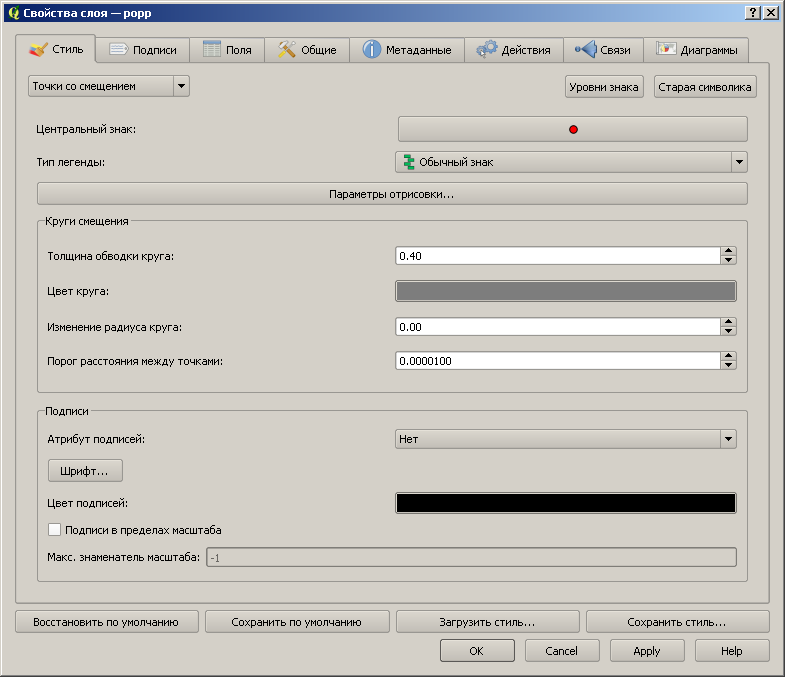 Свойства слоя — popp
Стиль Подписи Поля Общие Метаданные Действия Связи Диаграммы
Точки со смещением Уровни знака Старая символика
Центральный знак:
Тип легенды: Обычный знак
Параметры отрисовки...
Круги смещения
Толщина обводки круга: 0.40
Цвет круга:
Изменение радиуса круга: 0.00
Порог расстояния между точками: 0.0000100
Подписи
Атрибут подписей: Нет
Шрифт...
Цвет подписей:
Подписи в пределах масштаба
Макс. знаменатель масштаба: -1
Восстановить по умолчанию Сохранить по умолчанию Загрузить стиль... Сохранить стиль...
OK Cancel Apply Help